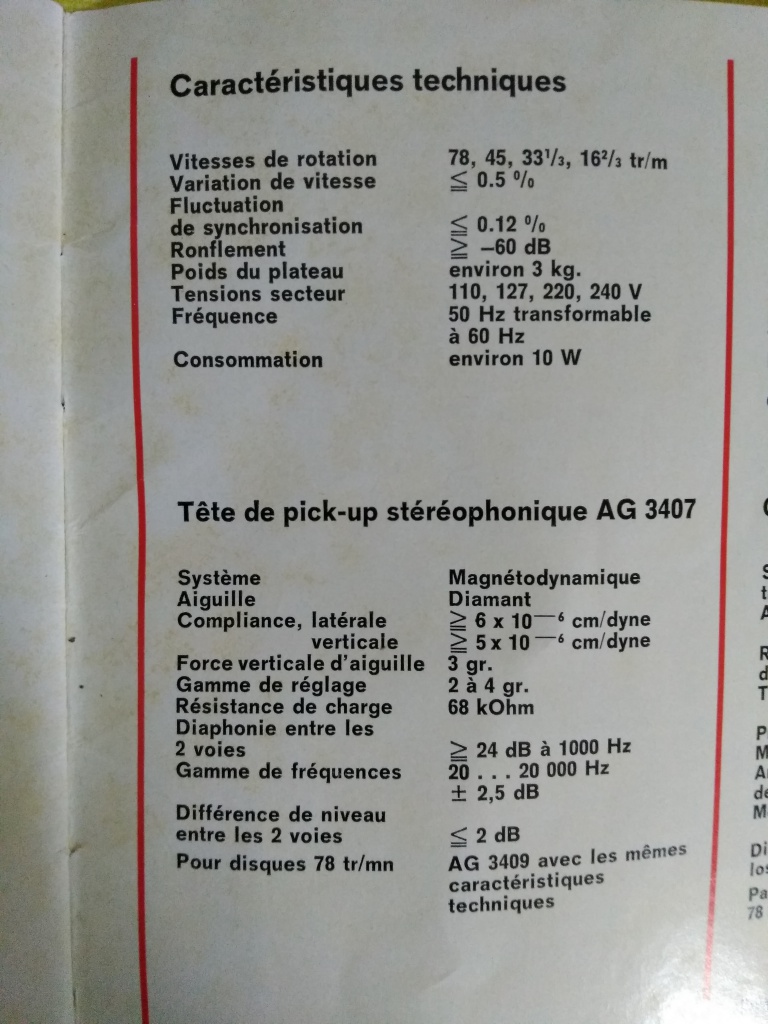 Caractéristiques techniques
Vitesses de rotation 78, 45, 33¹/₃, 16²/₃ tr/m
Variation de vitesse ≦ 0.5 %
Fluctuation
de synchronisation ≦ 0.12 %
Ronflement ≧ –60 dB
Poids du plateau environ 3 kg.
Tensions secteur 110, 127, 220, 240 V
Fréquence 50 Hz transformable
à 60 Hz
Consommation environ 10 W
Tête de pick-up stéréophonique AG 3407
Système Magnétodynamique
Aiguille Diamant
Compliance, latérale ≧ 6 x 10⁻⁶ cm/dyne
verticale ≧ 5 x 10⁻⁶ cm/dyne
Force verticale d'aiguille 3 gr.
Gamme de réglage 2 à 4 gr.
Résistance de charge 68 kOhm
Diaphonie entre les
2 voies ≧ 24 dB à 1000 Hz
Gamme de fréquences 20 . . . 20 000 Hz
± 2,5 dB
Différence de niveau
entre les 2 voies ≦ 2 dB
Pour disques 78 tr/mn AG 3409 avec les mêmes
caractéristiques
techniques